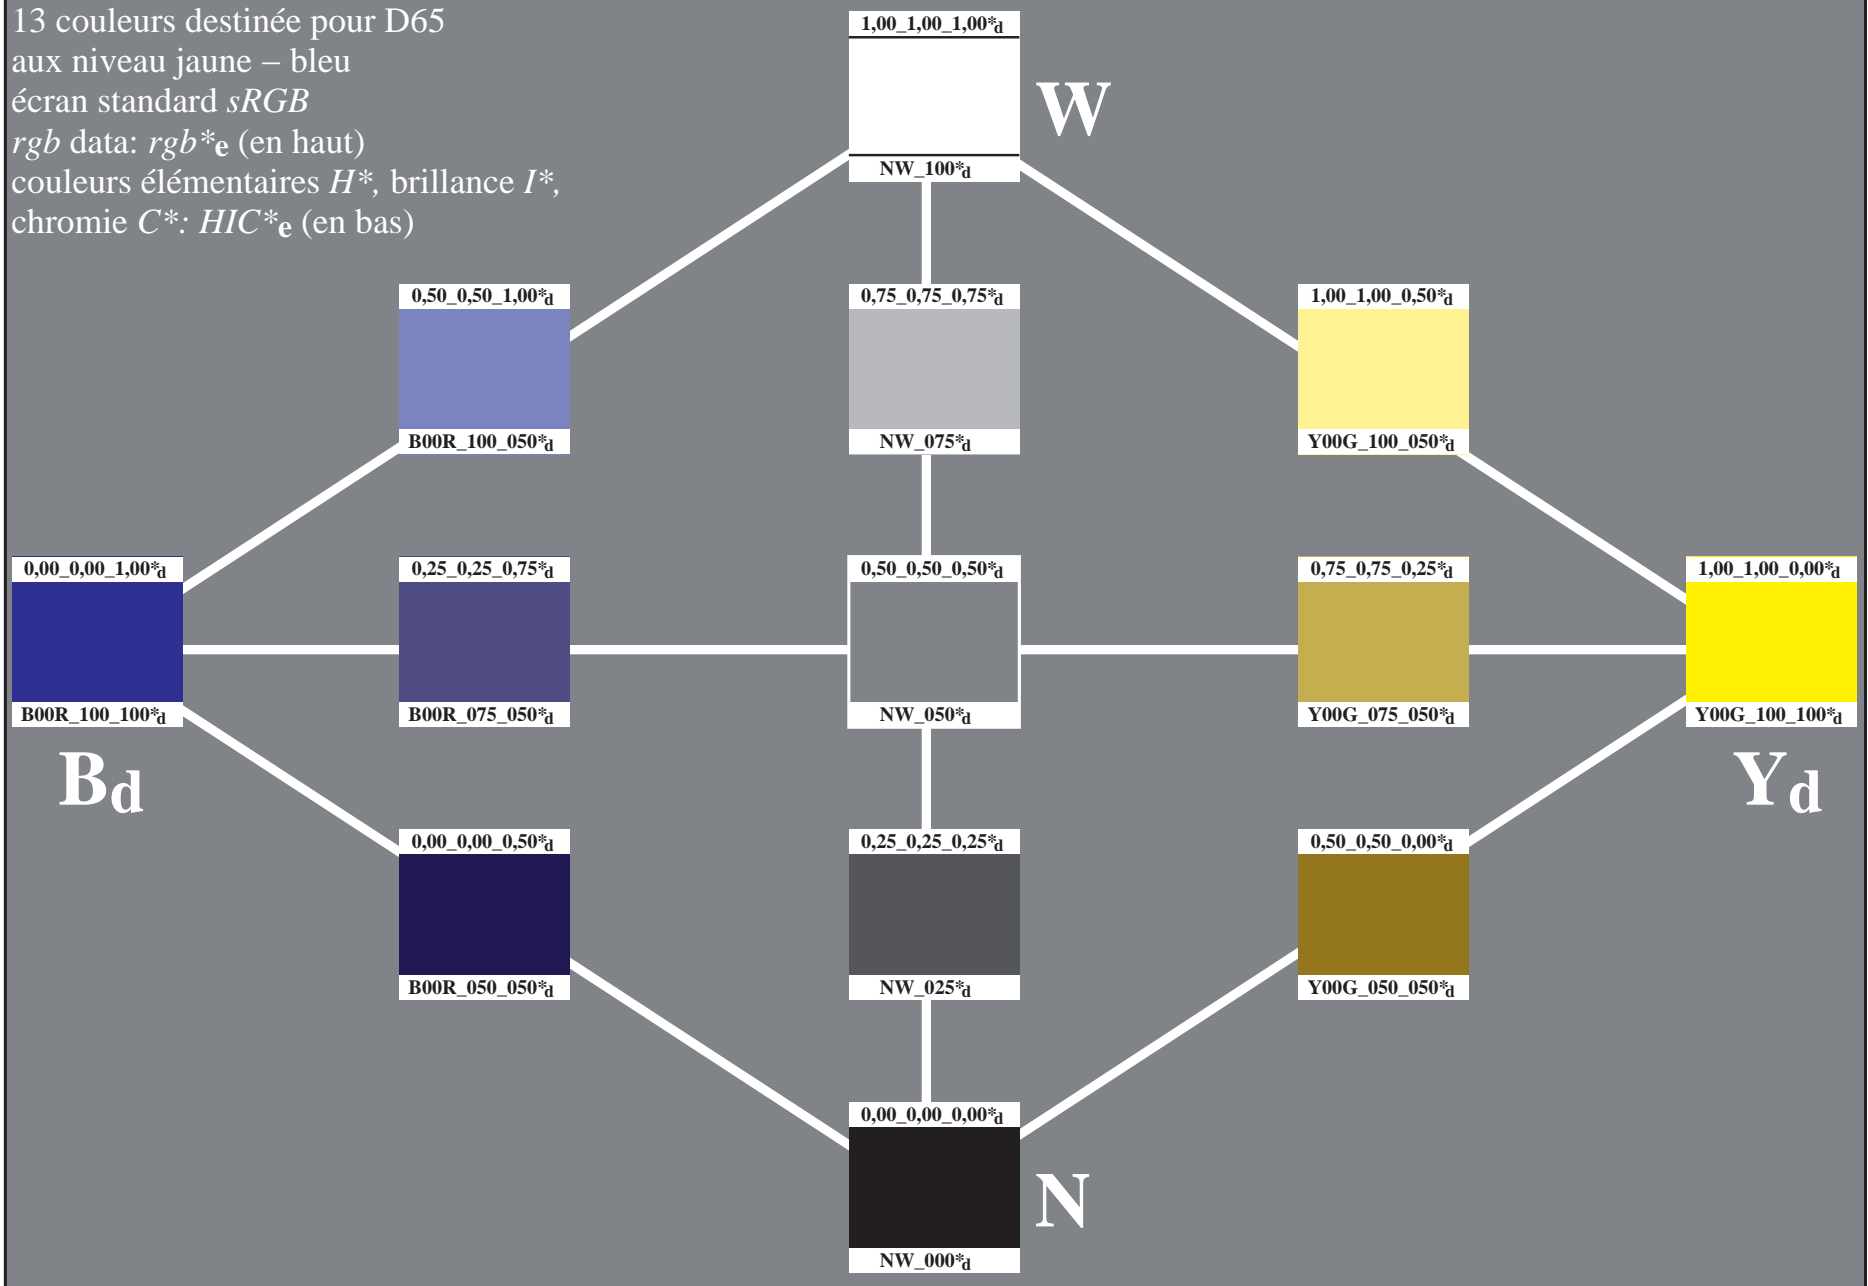 13 couleurs destinée pour D65
aux niveau jaune – bleu
écran standard sRGB
rgb data: rgb*e (en haut)
couleurs élémentaires H*, brillance I*,
chromie C*: HIC*e (en bas)
1,00_1,00_1,00*d
W
NW_100*d
0,50_0,50_1,00*d
0,75_0,75_0,75*d
1,00_1,00_0,50*d
B00R_100_050*d
NW_075*d
Y00G_100_050*d
0,00_0,00_1,00*d
0,25_0,25_0,75*d
0,50_0,50_0,50*d
0,75_0,75_0,25*d
1,00_1,00_0,00*d
B00R_100_100*d
B00R_075_050*d
NW_050*d
Y00G_075_050*d
Y00G_100_100*d
Bd
Yd
0,00_0,00_0,50*d
0,25_0,25_0,25*d
0,50_0,50_0,00*d
B00R_050_050*d
NW_025*d
Y00G_050_050*d
0,00_0,00_0,00*d
N
NW_000*d